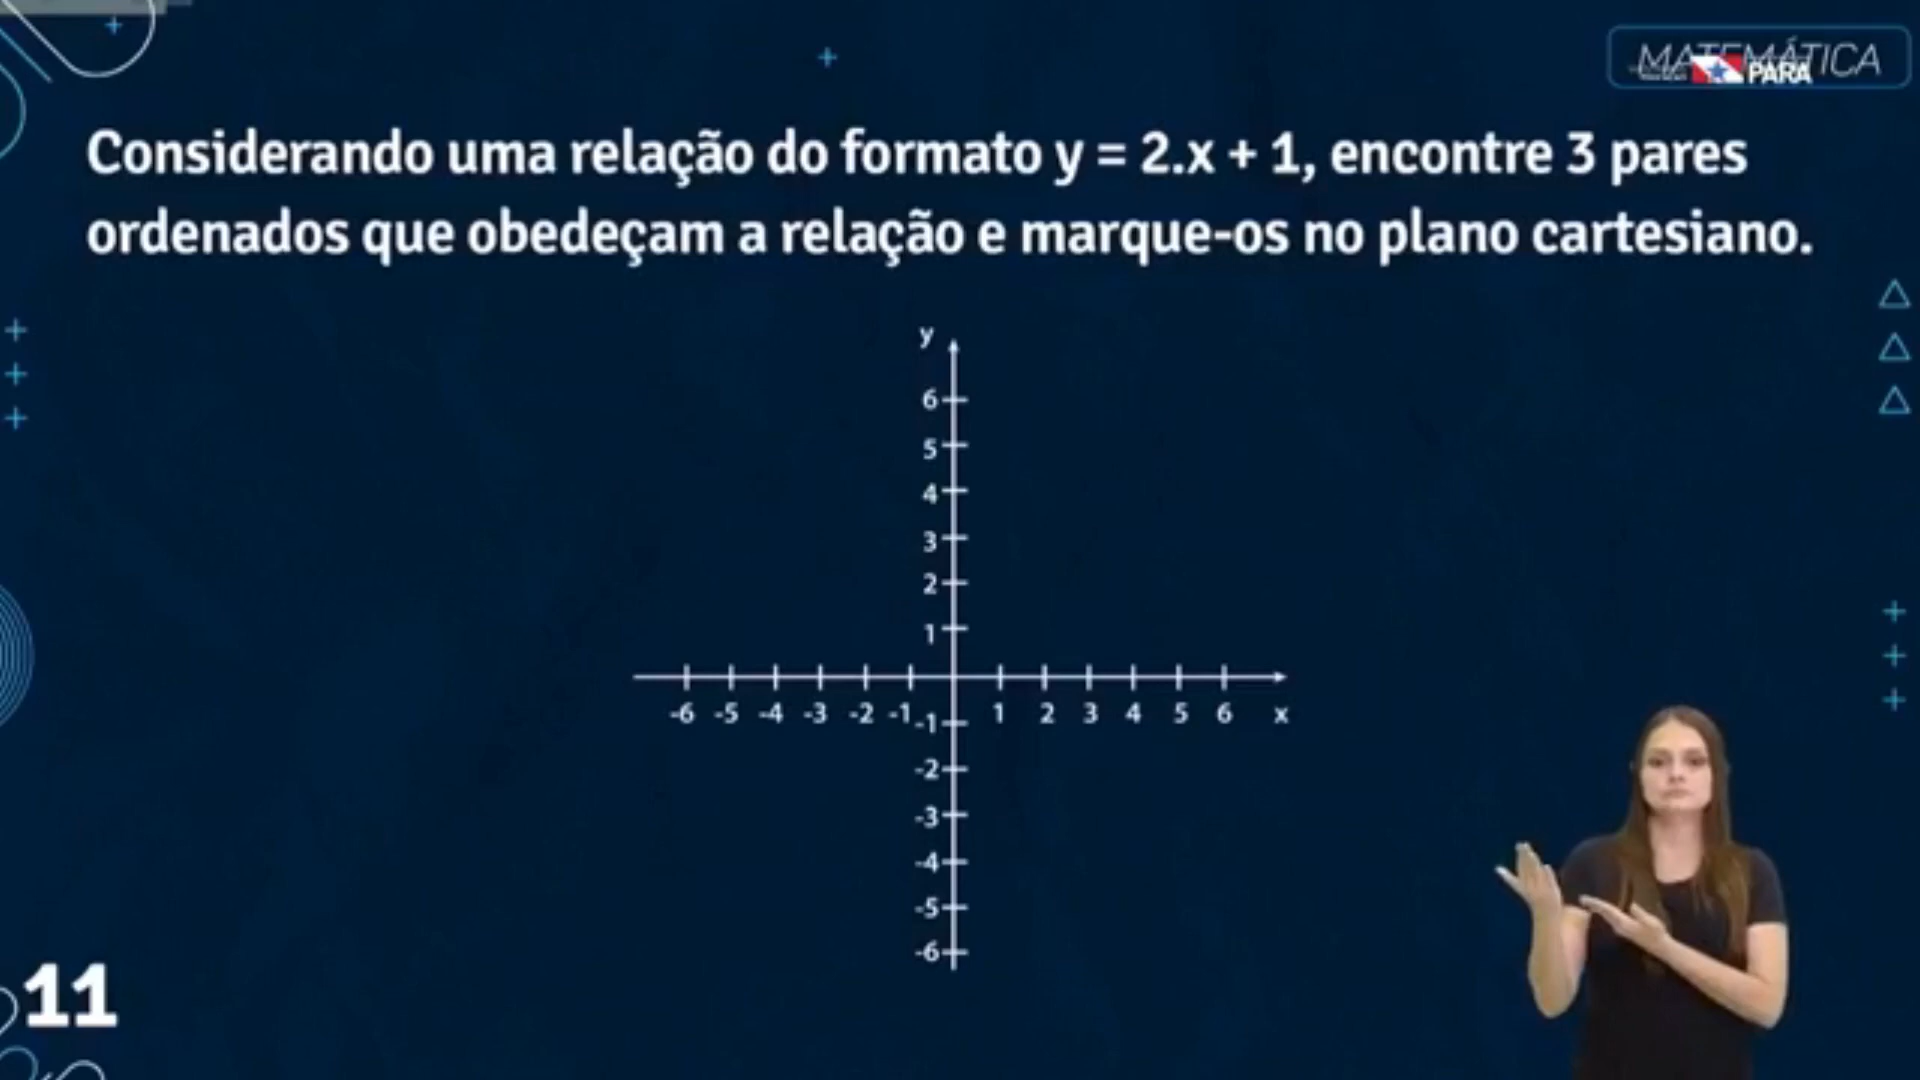 MATEMÁTICA
PARÁ
Considerando uma relação do formato y = 2.x + 1, encontre 3 pares
ordenados que obedeçam a relação e marque-os no plano cartesiano.
y
6
5
4
3
2
1
-6 -5 -4 -3 -2 -1 1 2 3 4 5 6 x
-1
-2
-3
-4
-5
-6
11